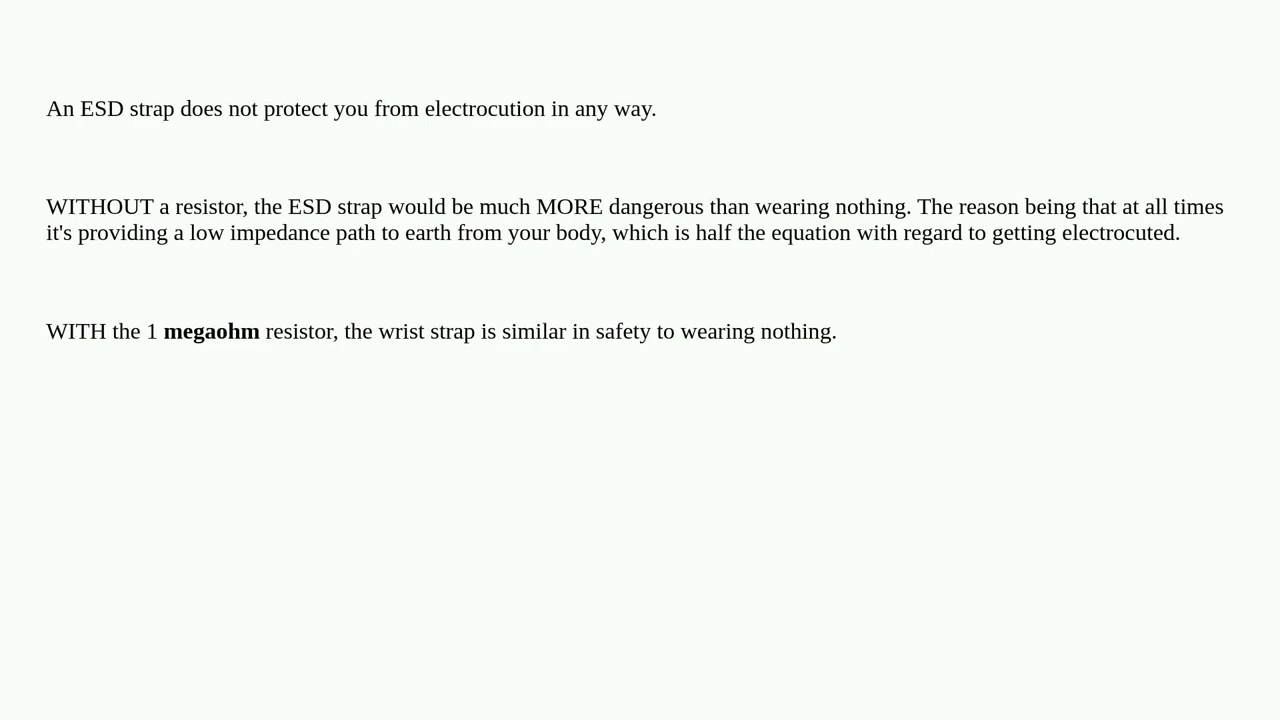 An ESD strap does not protect you from electrocution in any way.
WITHOUT a resistor, the ESD strap would be much MORE dangerous than wearing nothing. The reason being that at all times
it's providing a low impedance path to earth from your body, which is half the equation with regard to getting electrocuted.
WITH the 1 megaohm resistor, the wrist strap is similar in safety to wearing nothing.